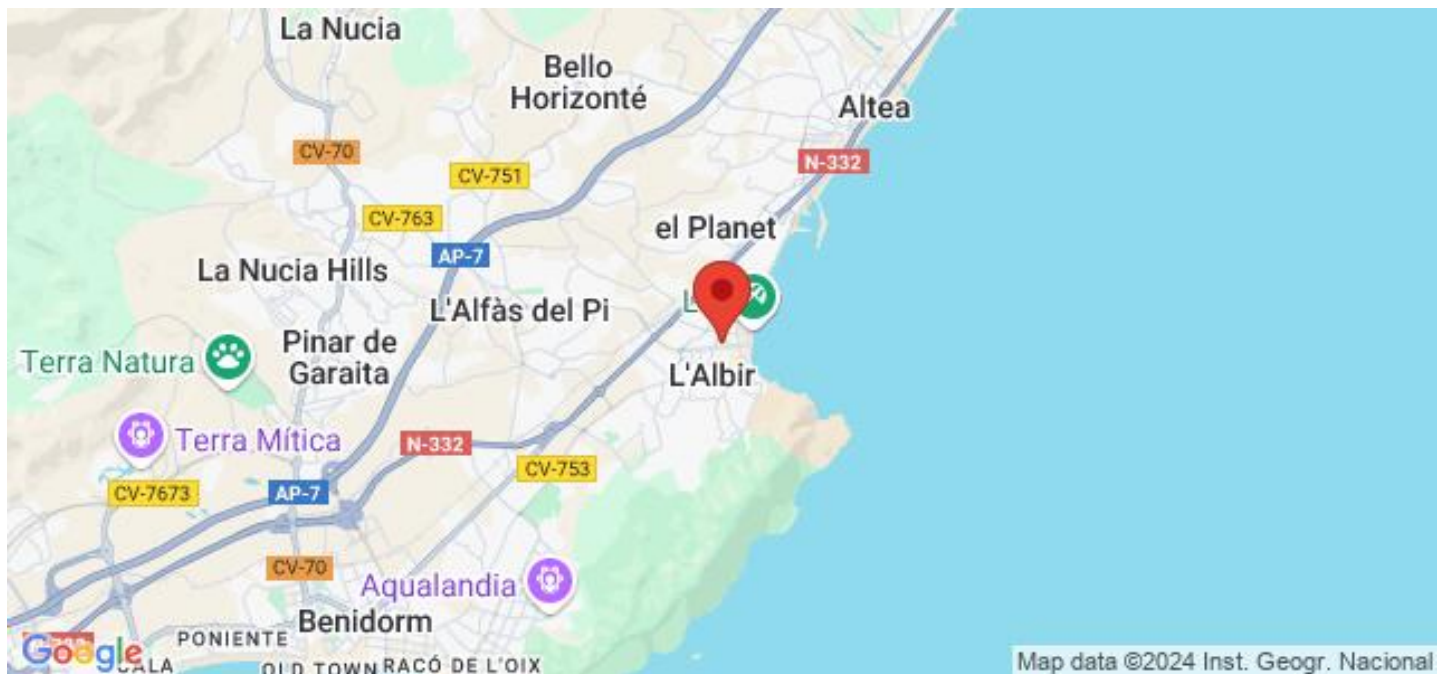 La Nucia
Bello
Horizonté
Altea
CV-70
N-332
CV-751
CV-763
el Planet
AP-7
La Nucia Hills
L'Alfàs del Pi
Terra Natura
Pinar de
Garaita
L'Albir
Terra Mítica
N-332
CV-753
CV-7673
AP-7
CV-70
Aqualandia
Benidorm
PONIENTE
Google
OLD TOWN
RACÓ DE L'OIX
Map data ©2024 Inst. Geogr. Nacional